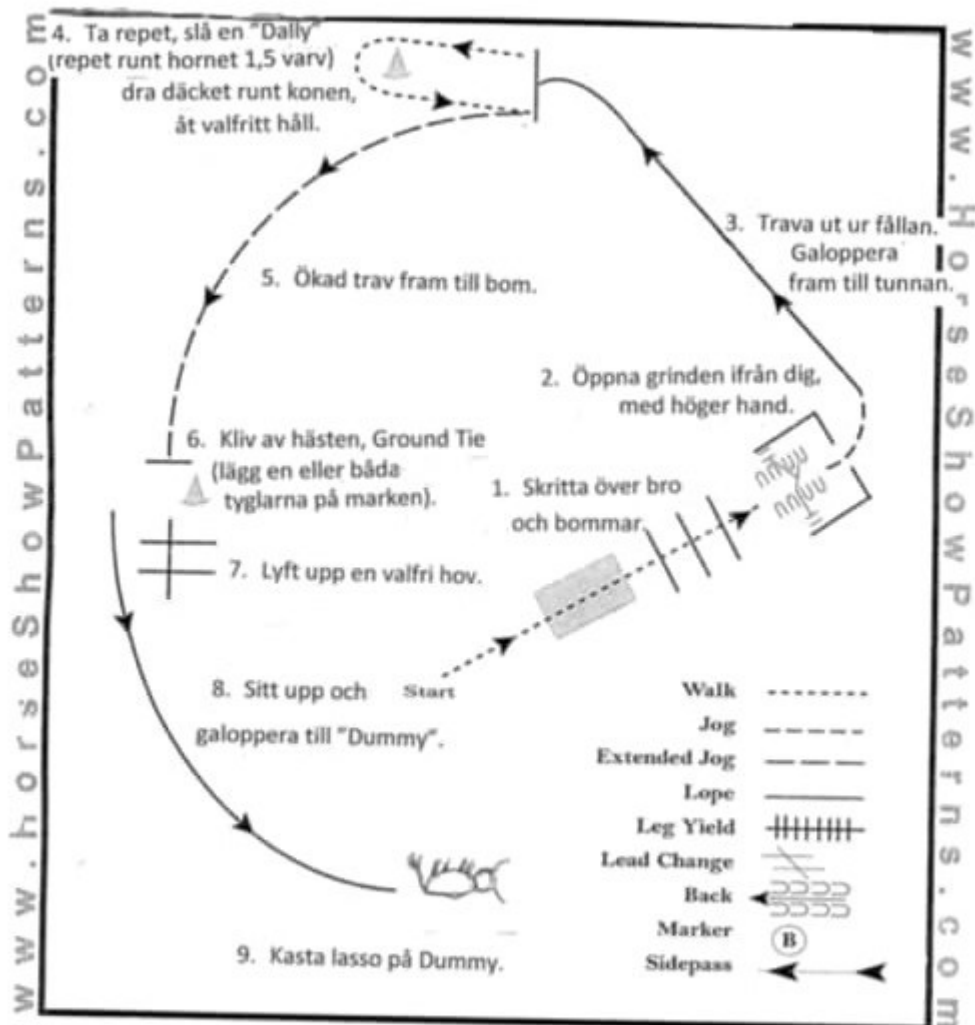 4. Ta repet, slå en "Dally"
(repet runt hornet 1,5 varv)
dra däcket runt konen,
åt valfritt håll.
3. Trava ut ur fållan.
Galoppera
fram till tunnan.
5. Ökad trav fram till bom.
2. Öppna grinden ifrån dig,
med höger hand.
6. Kliv av hästen, Ground Tie
(lägg en eller båda
tyglarna på marken).
1. Skritta över bro
och bommar.
7. Lyft upp en valfri hov.
8. Sitt upp och
galoppera till "Dummy".
Start
9. Kasta lasso på Dummy.
Walk
Jog
Extended Jog
Lope
Leg Yield
Lead Change
Back
Marker
B
Sidepass
www.horseShowPatterns.com
www.HorseShowPatterns.com